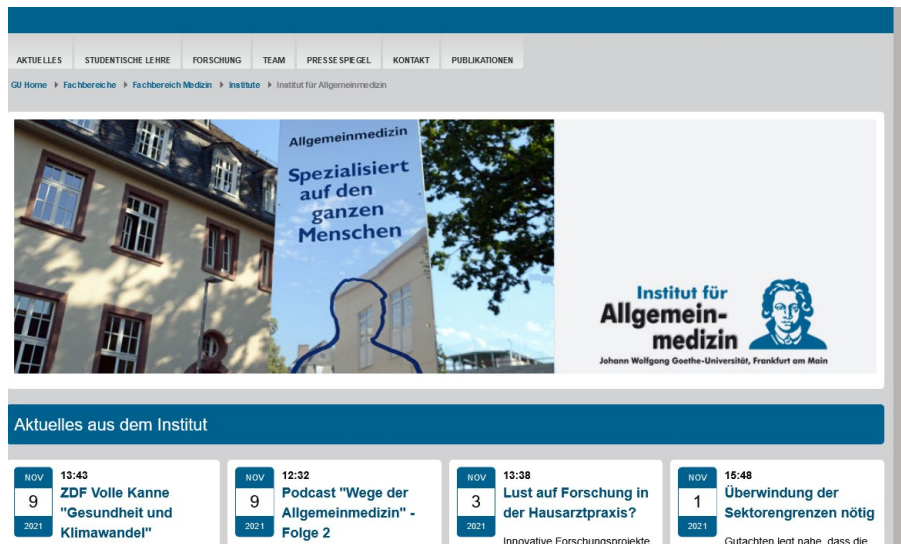 AKTUELLES STUDENTISCHE LEHRE FORSCHUNG TEAM PRESSESPIEGEL KONTAKT PUBLIKATIONEN
GU Home Fachbereiche Fachbereich Medizin Institute Institut für Allgemeinmedizin
Allgemeinmedizin
Spezialisiert
auf den
ganzen
Menschen
Institut für
Allgemein-
medizin
Johann Wolfgang Goethe-Universität, Frankfurt am Main
Aktuelles aus dem Institut
NOV
9
2021
13:43
ZDF Volle Kanne
"Gesundheit und
Klimawandel"
NOV
9
2021
12:32
Podcast "Wege der
Allgemeinmedizin" -
Folge 2
NOV
3
2021
13:38
Lust auf Forschung in
der Hausarztpraxis?
Innovative Forschungsprojekte
NOV
1
2021
15:48
Überwindung der
Sektorengrenzen nötig
Gutachten legt nahe, dass die